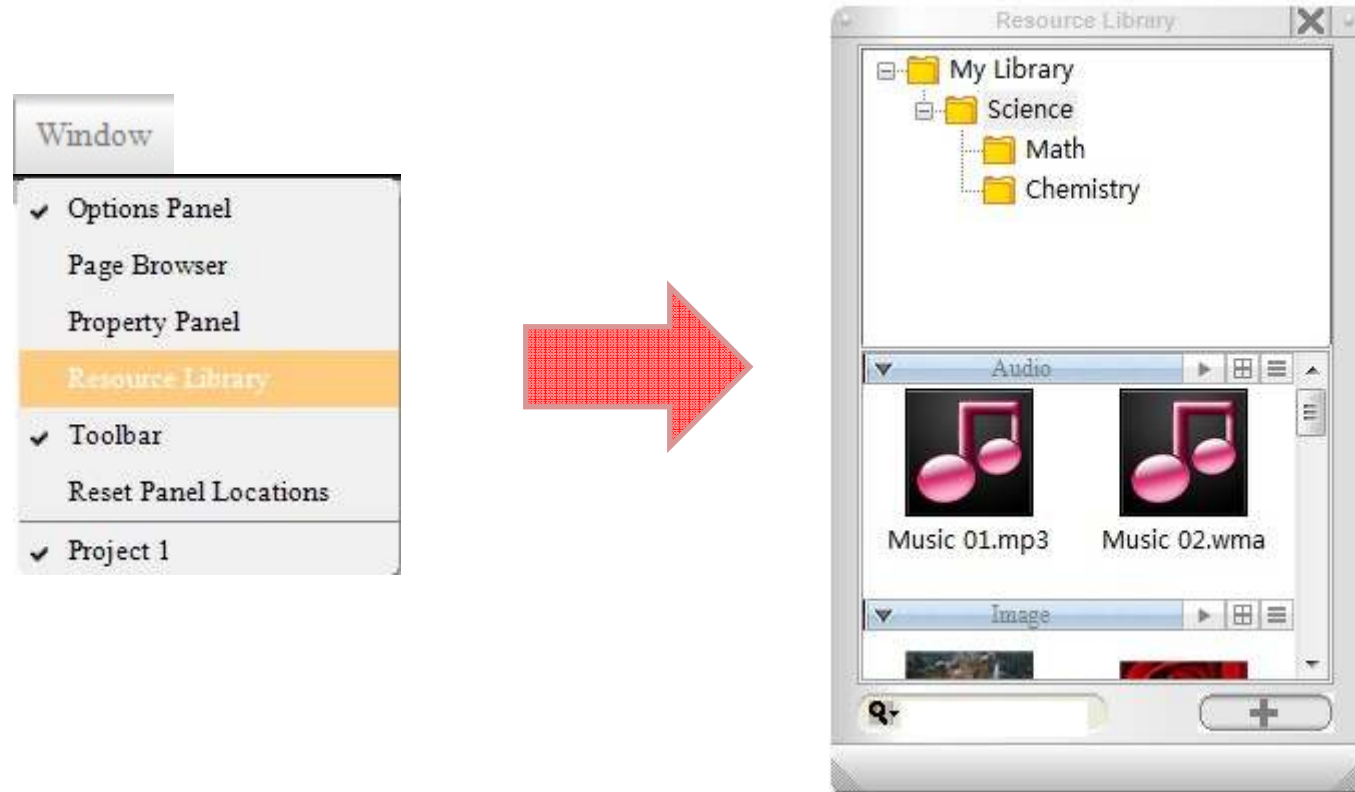 Window
Options Panel
Page Browser
Property Panel
Resource Library
Toolbar
Reset Panel Locations
Project 1
Resource Library
My Library
Science
Math
Chemistry
Audio
Music 01.mp3 Music 02.wma
Image